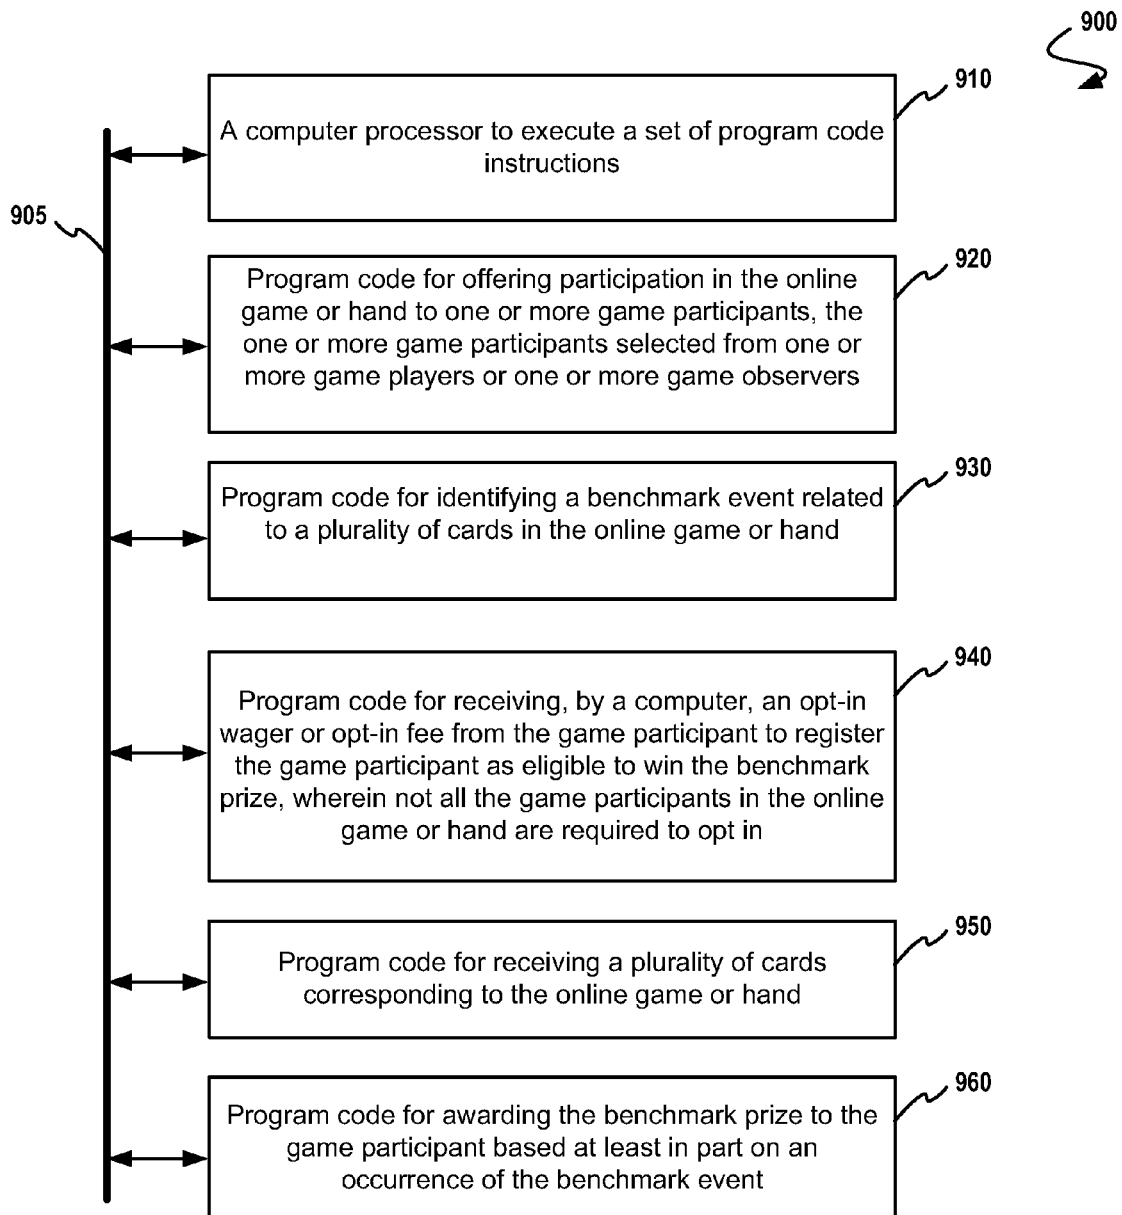 900
910
A computer processor to execute a set of program code
instructions
905
920
Program code for offering participation in the online
game or hand to one or more game participants, the
one or more game participants selected from one or
more game players or one or more game observers
930
Program code for identifying a benchmark event related
to a plurality of cards in the online game or hand
940
Program code for receiving, by a computer, an opt-in
wager or opt-in fee from the game participant to register
the game participant as eligible to win the benchmark
prize, wherein not all the game participants in the online
game or hand are required to opt in
950
Program code for receiving a plurality of cards
corresponding to the online game or hand
960
Program code for awarding the benchmark prize to the
game participant based at least in part on an
occurrence of the benchmark event